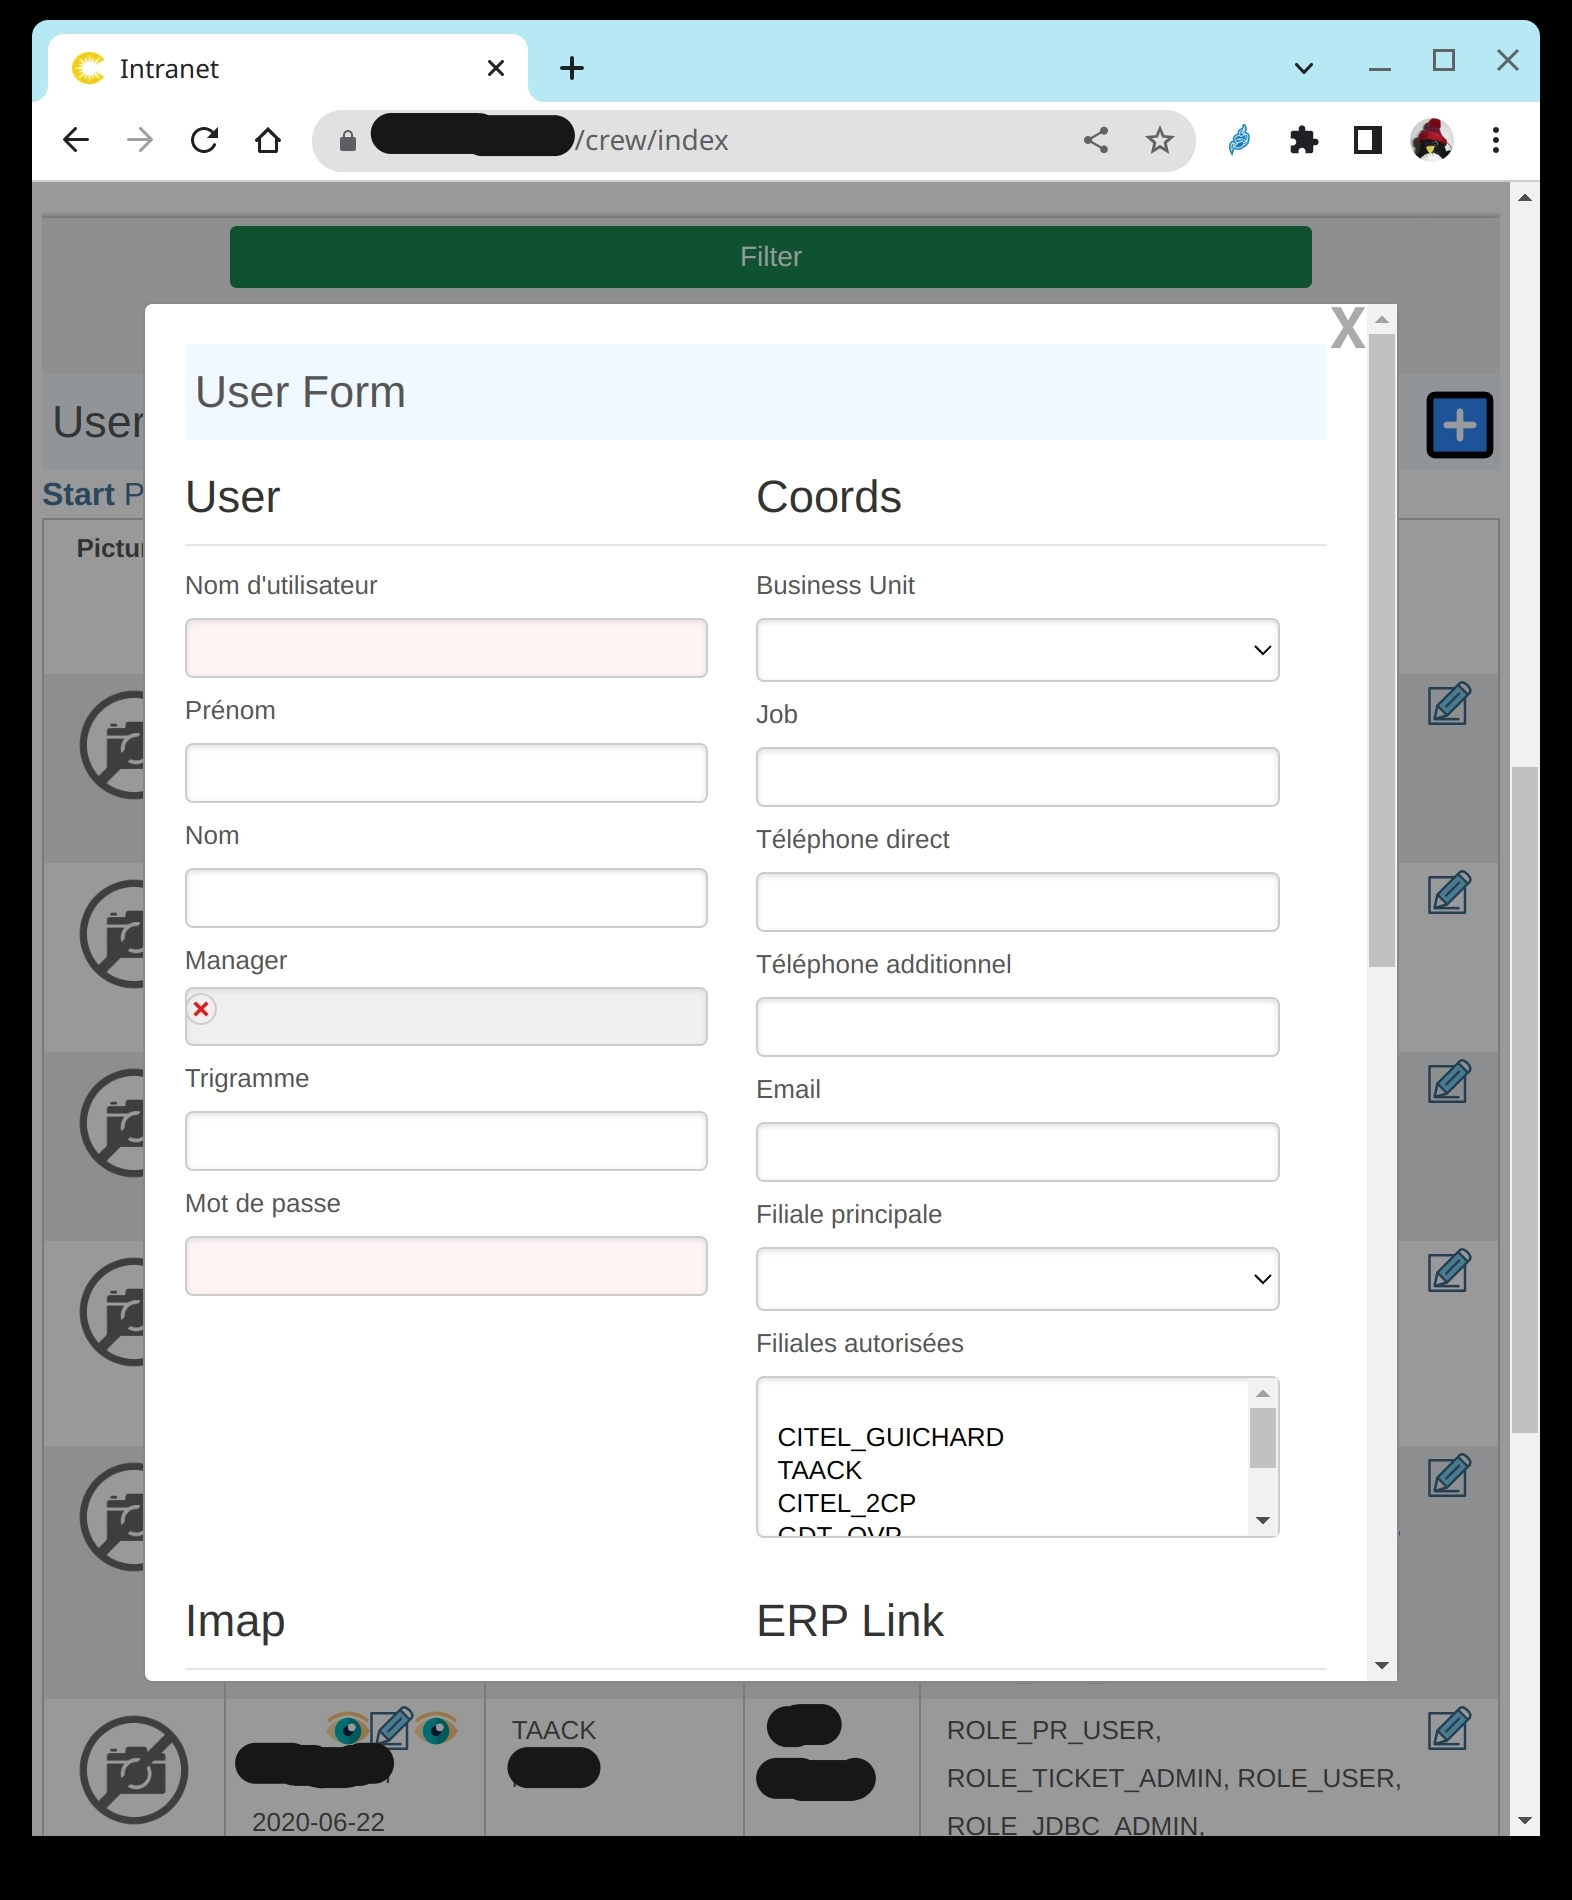 Intranet
/crew/index
Filter
X
User Form
User
Start P
User
Coords
Nom d'utilisateur
Business Unit
Prénom
Job
Nom
Téléphone direct
Manager
Téléphone additionnel
Trigramme
Email
Mot de passe
Filiale principale
Filiales autorisées
CITEL_GUICHARD
TAACK
CITEL_2CP
Imap
ERP Link
TAACK
2020-06-22
ROLE_PR_USER,
ROLE_TICKET_ADMIN, ROLE_USER,
ROLE_JDBC_ADMIN,